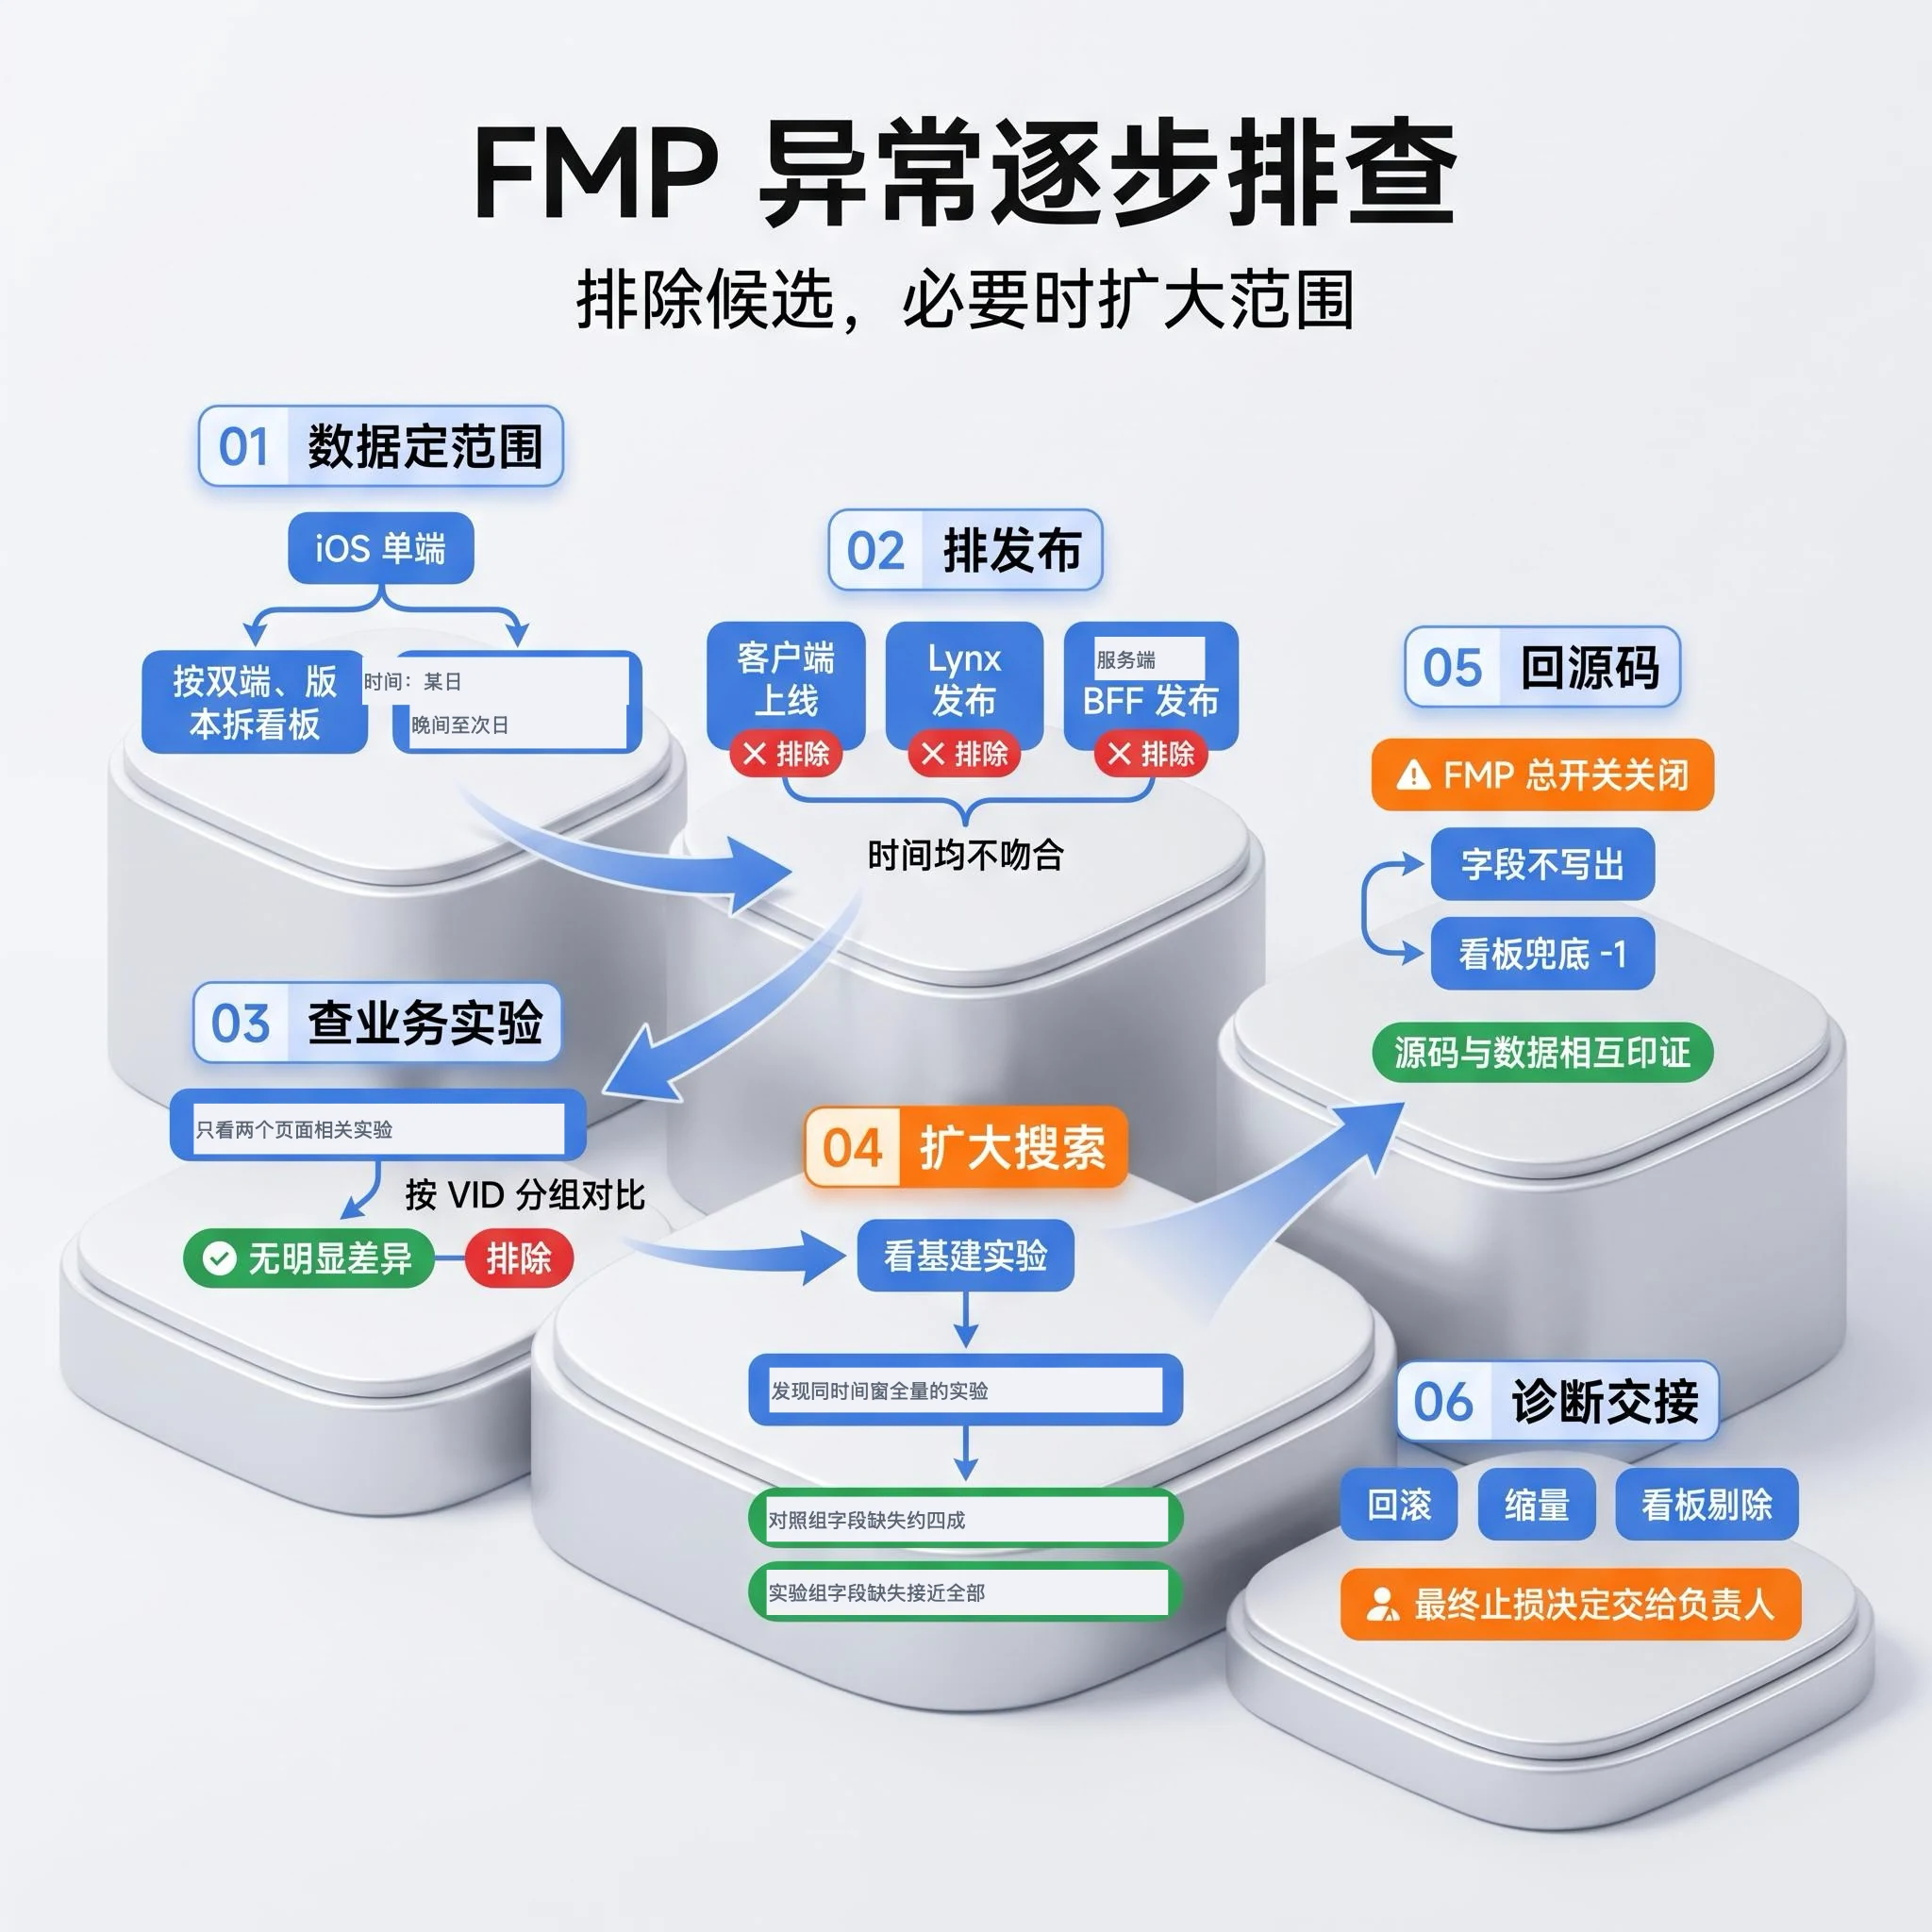 FMP 异常逐步排查
排除候选，必要时扩大范围
01 数据定范围
iOS 单端
按双端、版
本拆看板
时间：某日
晚间至次日
02 排发布
客户端
上线
排除
Lynx
发布
排除
服务端
BFF 发布
排除
时间均不吻合
03 查业务实验
只看两个页面相关实验
按 VID 分组对比
无明显差异
排除
04 扩大搜索
看基建实验
发现同时间窗全量的实验
对照组字段缺失约四成
实验组字段缺失接近全部
05 回源码
FMP 总开关关闭
字段不写出
看板兜底 -1
源码与数据相互印证
06 诊断交接
回滚
缩量
看板剔除
最终止损决定交给负责人